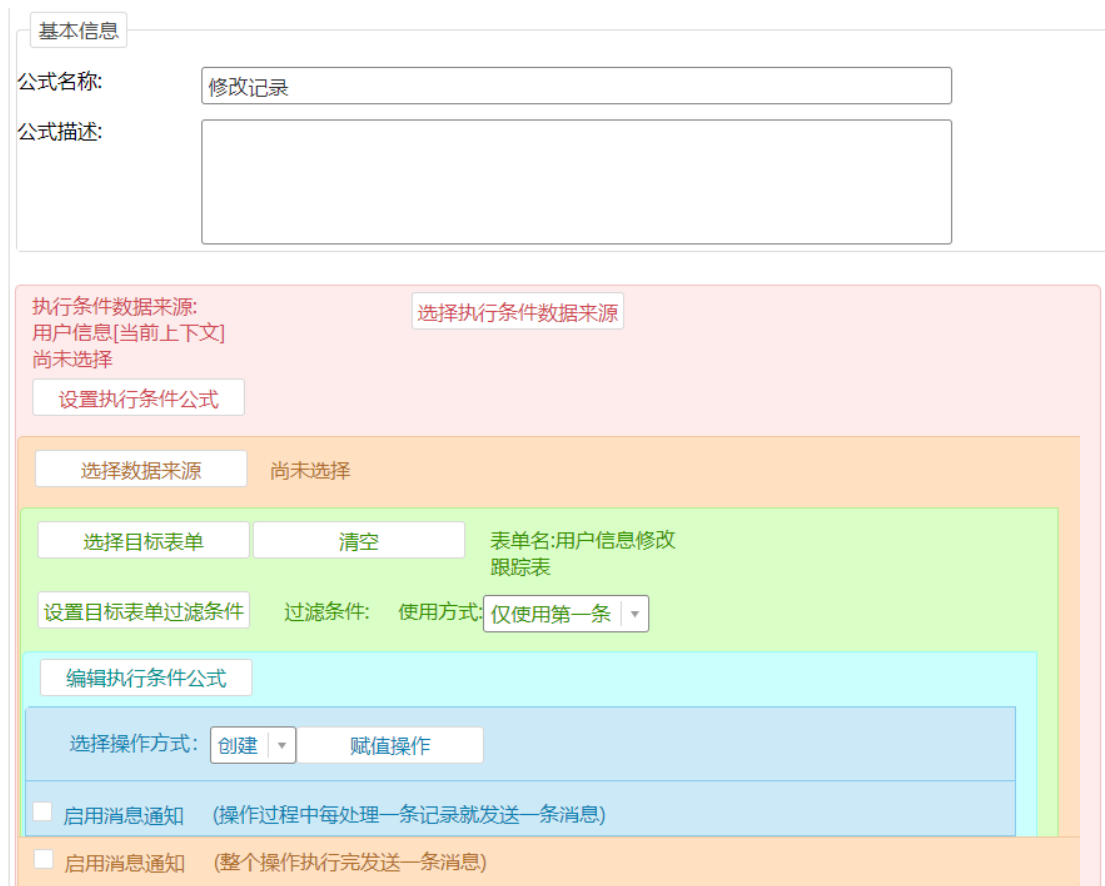 基本信息
公式名称:
修改记录
公式描述:
执行条件数据来源:
选择执行条件数据来源
用户信息[当前上下文]
尚未选择
设置执行条件公式
选择数据来源 尚未选择
选择目标表单 清空 表单名:用户信息修改
跟踪表
设置目标表单过滤条件 过滤条件: 使用方式: 仅使用第一条
编辑执行条件公式
选择操作方式: 创建 赋值操作
启用消息通知 (操作过程中每处理一条记录就发送一条消息)
启用消息通知 (整个操作执行完发送一条消息)